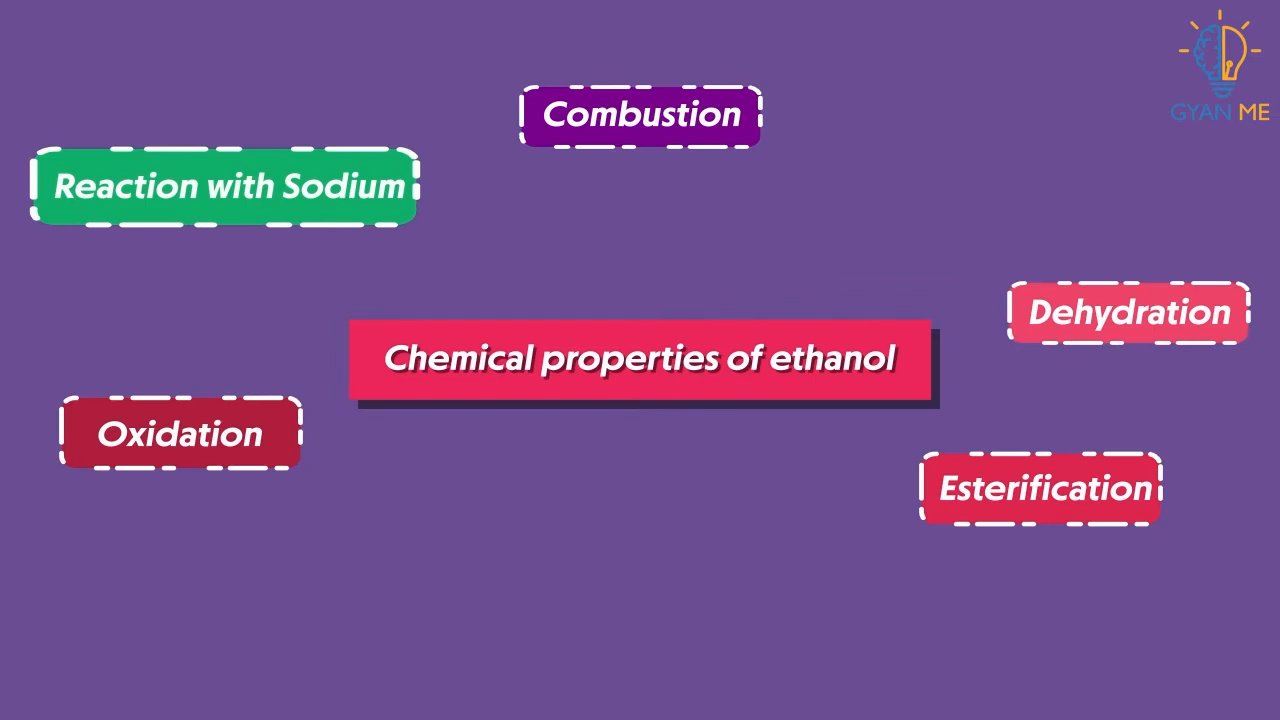 GYAN ME
Combustion
Reaction with Sodium
Dehydration
Chemical properties of ethanol
Oxidation
Esterification